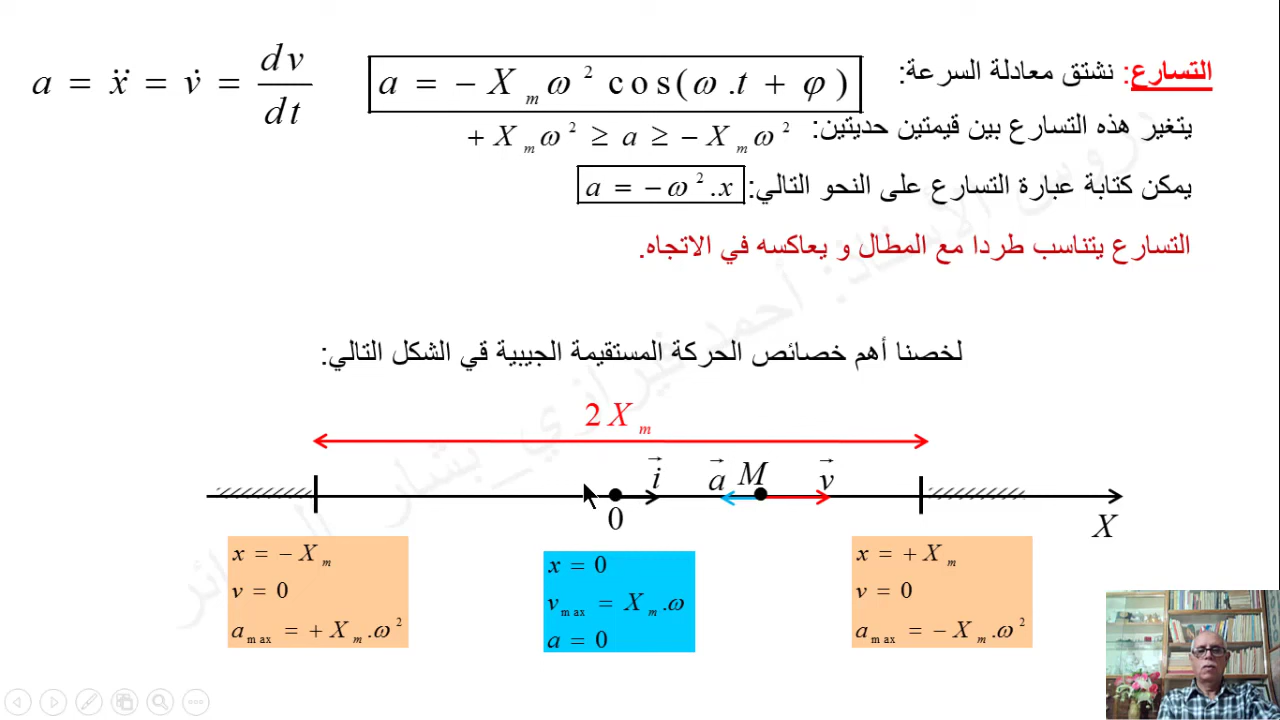 التسارع: نشتق معادلة السرعة: a = − X_m ω² cos(ω.t + φ)
a = ẍ = v̇ = dv/dt
يتغير هذه التسارع بين قيمتين حديتين: + X_m ω² ≥ a ≥ − X_m ω²
يمكن كتابة عبارة التسارع على النحو التالي: a = −ω².x
التسارع يتناسب طردا مع المطال و يعاكسه في الاتجاه.
لخصنا أهم خصائص الحركة المستقيمة الجيبية قي الشكل التالي:
2 X_m
i⃗ a⃗ M v⃗
0 X
x = − X_m
v = 0
a_max = + X_m.ω²
x = 0
v_max = X_m.ω
a = 0
x = + X_m
v = 0
a_max = − X_m.ω²